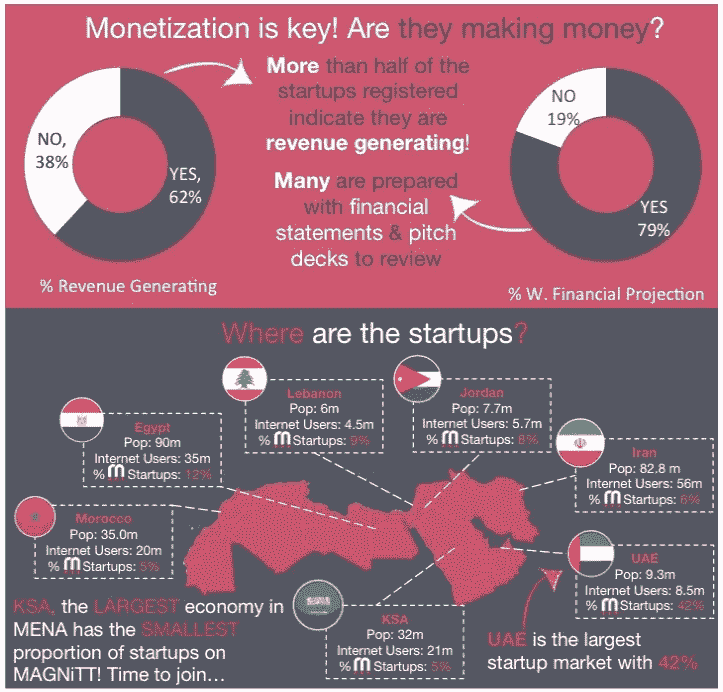 Monetization is key! Are they making money?
More than half of the
startups registered
indicate they are
revenue generating!
Many are prepared
with financial
statements & pitch
decks to review
NO,
38%
YES,
62%
% Revenue Generating
NO
19%
YES
79%
% W. Financial Projection
Where are the startups?
Lebanon
Pop: 6m
Internet Users: 4.5m
% m Startups: 9%
Jordan
Pop: 7.7m
Internet Users: 5.7m
% m Startups: 8%
Egypt
Pop: 90m
Internet Users: 35m
% m Startups: 12%
Iran
Pop: 82.8 m
Internet Users: 56m
% m Startups: 6%
Morocco
Pop: 35.0m
Internet Users: 20m
% m Startups: 5%
UAE
Pop: 9.3m
Internet Users: 8.5m
% m Startups: 42%
KSA
Pop: 32m
Internet Users: 21m
% m Startups: 5%
KSA, the LARGEST economy in
MENA has the SMALLEST
proportion of startups on
MAGNiTT! Time to join...
UAE is the largest
startup market with 42%